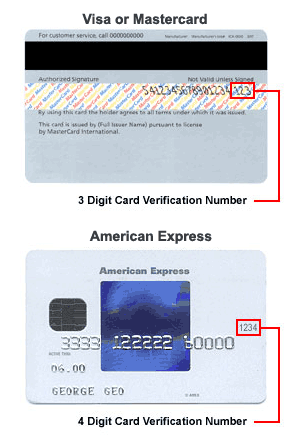 Visa or Mastercard
For customer service, call 0000000000
Authorized Signature Not Valid Unless Signed
5412345678901234 123
By using this card the holder agrees to all terms under which it was issued.
This card is issued by (Full Issuer Name) pursuant to license
by MasterCard International.
3 Digit Card Verification Number
American Express
American Express
1234
3333 122222 60000
06.00
GEORGE GEO
4 Digit Card Verification Number